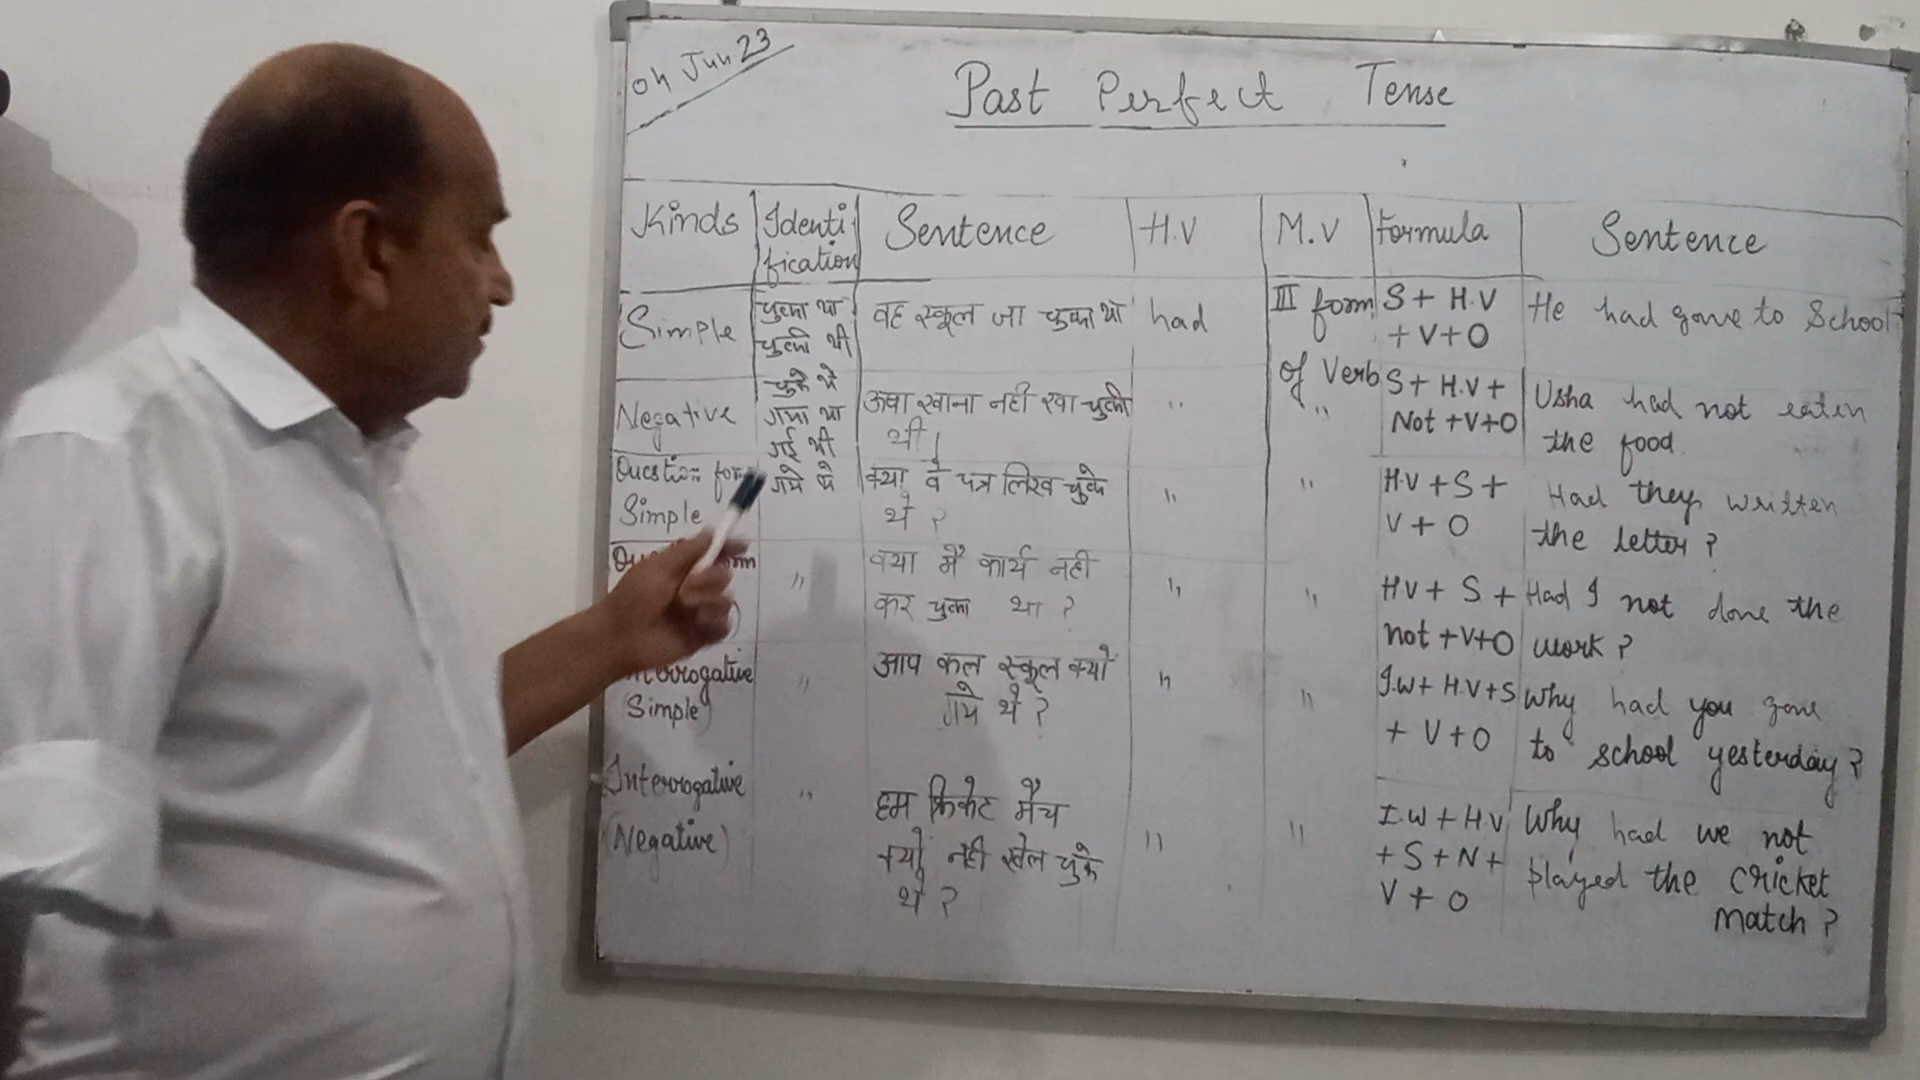 04 Jun 23
Past Perfect Tense
Kinds Identi- Sentence H.V M.V Formula Sentence
fication
Simple चुका था वह स्कूल जा चुका था had III form S + H.V He had gone to School
चुकी थी + V + O
चुके थे of Verb
Negative गया था ऊषा खाना नही खा चुकी " " S + H.V + Usha had not eaten
गई थी थी। Not + V + O the food.
Question form गये थे क्या वे पत्र लिख चुके " " H.V + S + Had they written
Simple थे ? V + O the letter ?
क्या मैं कार्य नही
" कर चुका था ? " " H.V + S + Had I not done the
not + V + O work ?
Interrogative " आप कल स्कूल क्यों " " I.W + H.V + S Why had you gone
(Simple) गये थे ? + V + O to school yesterday ?
Interrogative " हम क्रिकेट मैच I.W + H.V Why had we not
(Negative) क्यों नही खेल चुके " " + S + N + played the cricket
थे ? V + O match ?